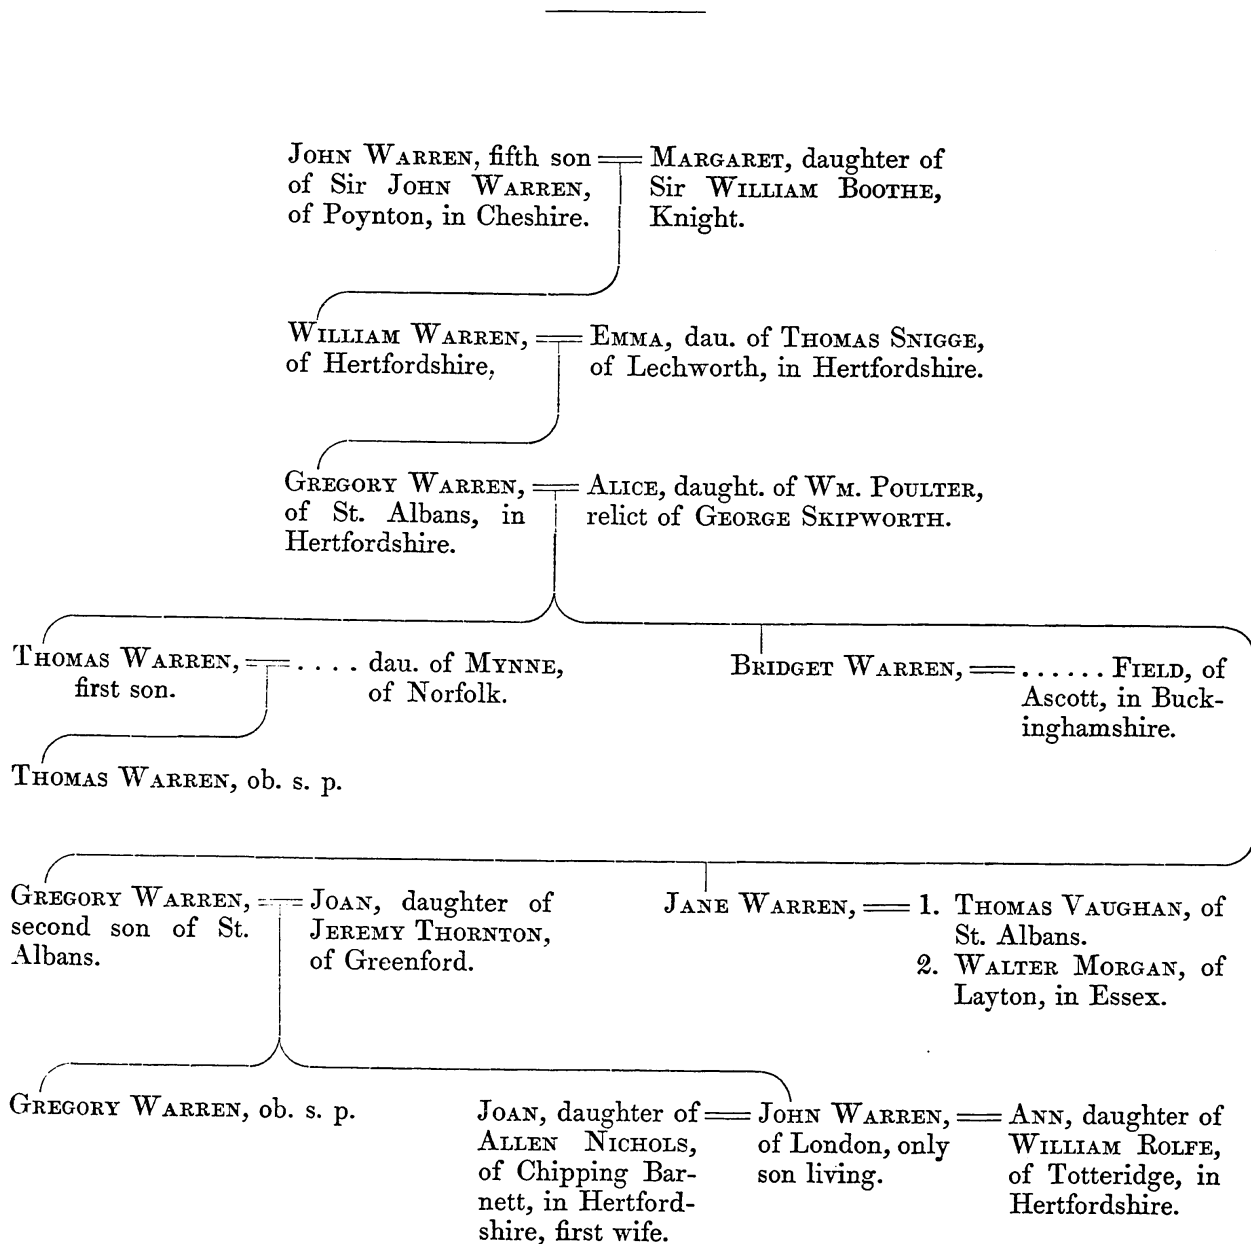 JOHN WARREN, fifth son
of Sir JOHN WARREN,
of Poynton, in Cheshire.
MARGARET, daughter of
Sir WILLIAM BOOTHE,
Knight.
WILLIAM WARREN,
of Hertfordshire,
EMMA, dau. of THOMAS SNIGGE,
of Lechworth, in Hertfordshire.
GREGORY WARREN,
of St. Albans, in
Hertfordshire.
ALICE, daught. of WM. POULTER,
relict of GEORGE SKIPWORTH.
THOMAS WARREN,
first son.
.... dau. of MYNNE,
of Norfolk.
BRIDGET WARREN,
...... FIELD, of
Ascott, in Buck-
inghamshire.
THOMAS WARREN, ob. s. p.
GREGORY WARREN,
second son of St.
Albans.
JOAN, daughter of
JEREMY THORNTON,
of Greenford.
JANE WARREN,
1. THOMAS VAUGHAN, of
St. Albans.
2. WALTER MORGAN, of
Layton, in Essex.
GREGORY WARREN, ob. s. p.
JOAN, daughter of
ALLEN NICHOLS,
of Chipping Bar-
nett, in Hertford-
shire, first wife.
JOHN WARREN,
of London, only
son living.
ANN, daughter of
WILLIAM ROLFE,
of Totteridge, in
Hertfordshire.